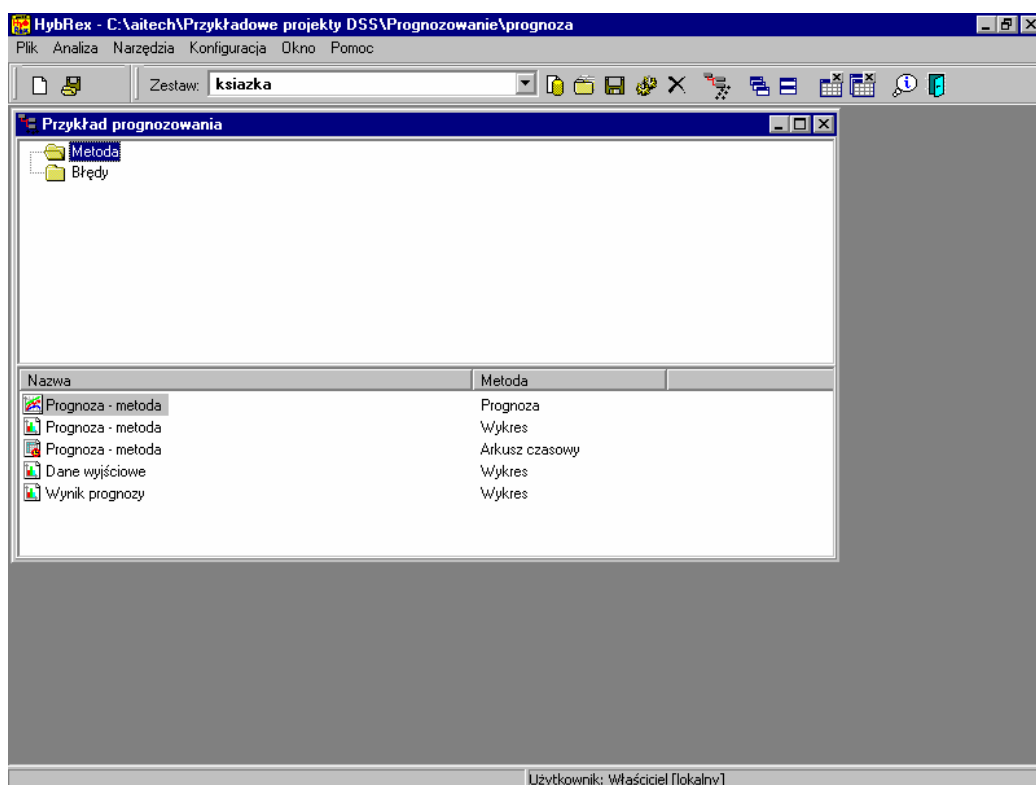 HybRex - C:\aitech\Przykładowe projekty DSS\Prognozowanie\prognoza
Plik Analiza Narzędzia Konfiguracja Okno Pomoc
Zestaw: ksiazka
Przykład prognozowania
Metoda
Błędy
Nazwa Metoda
Prognoza - metoda Prognoza
Prognoza - metoda Wykres
Prognoza - metoda Arkusz czasowy
Dane wyjściowe Wykres
Wynik prognozy Wykres
Użytkownik: Właściciel [lokalny]